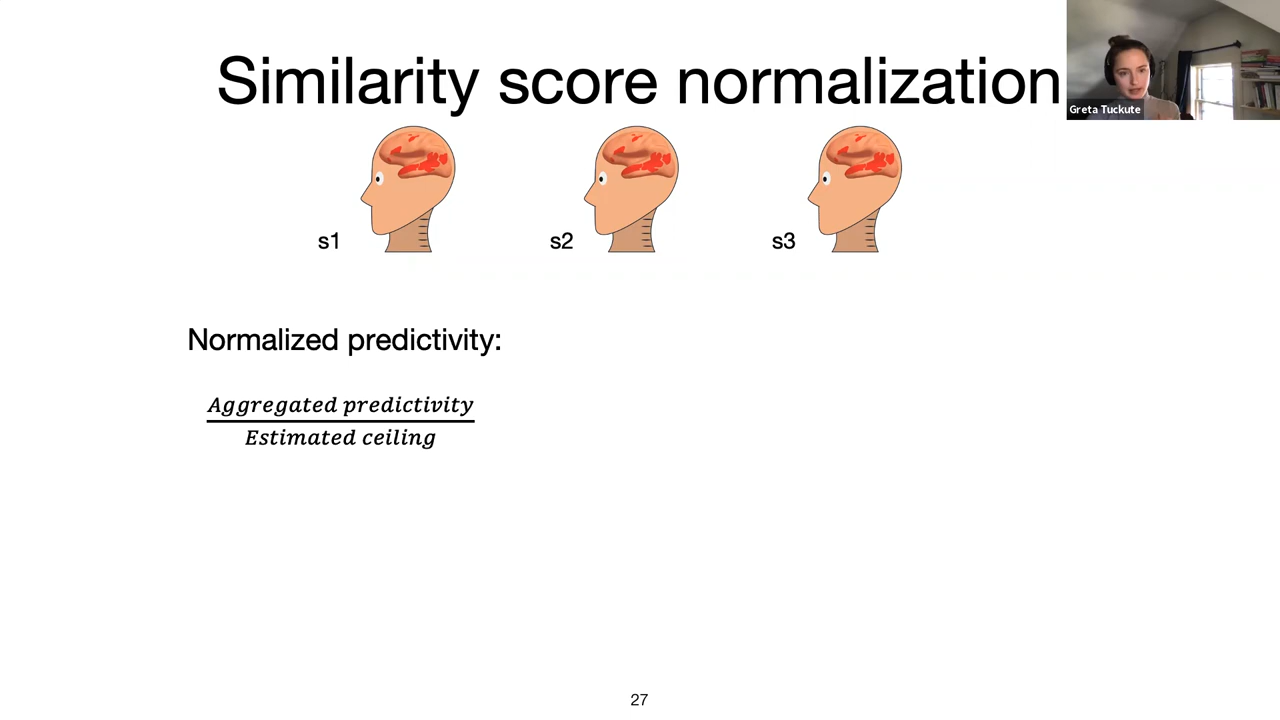 Similarity score normalization
Greta Tuckute
s1
s2
s3
Normalized predictivity:
Aggregated predictivity
Estimated ceiling
27